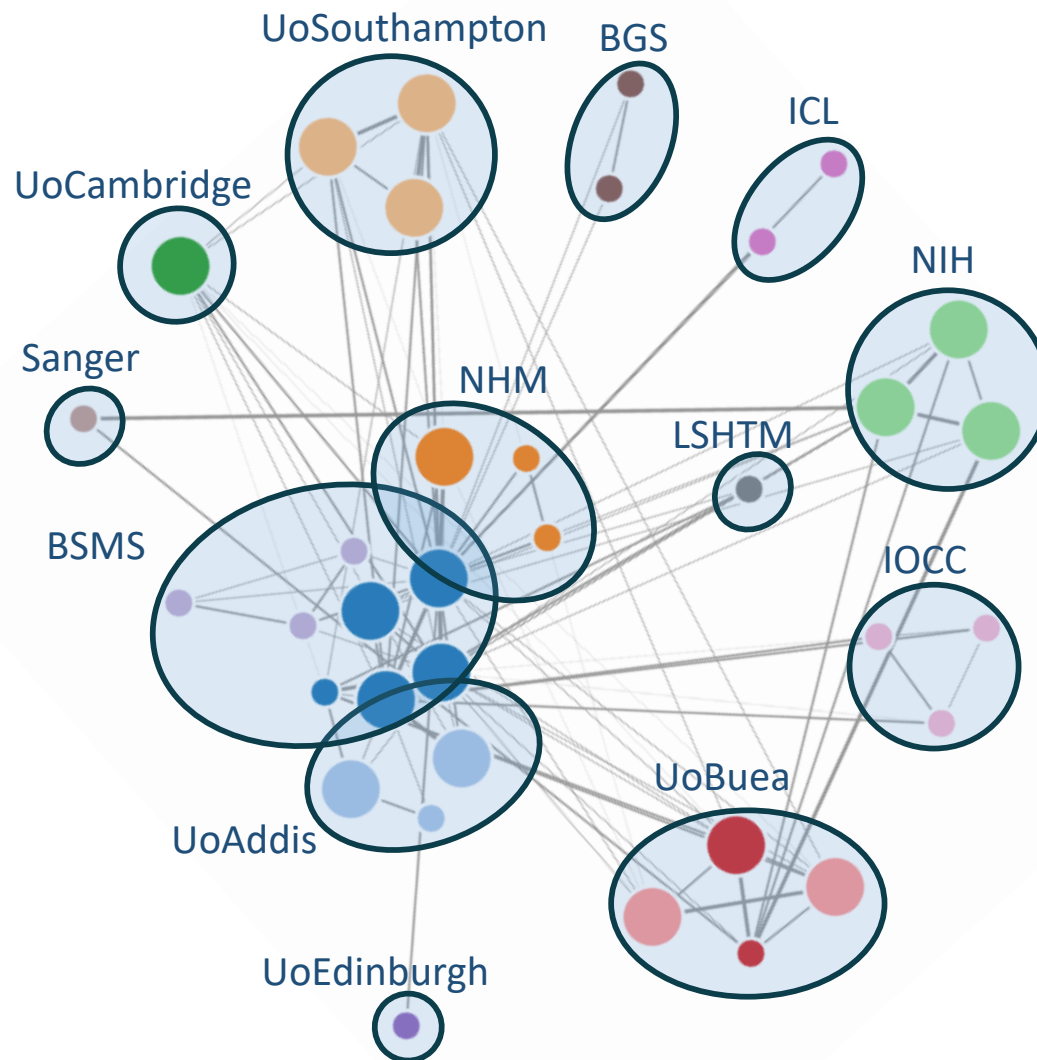 UoSouthampton
BGS
ICL
UoCambridge
NIH
Sanger
NHM
LSHTM
BSMS
IOCC
UoBuea
UoAddis
UoEdinburgh